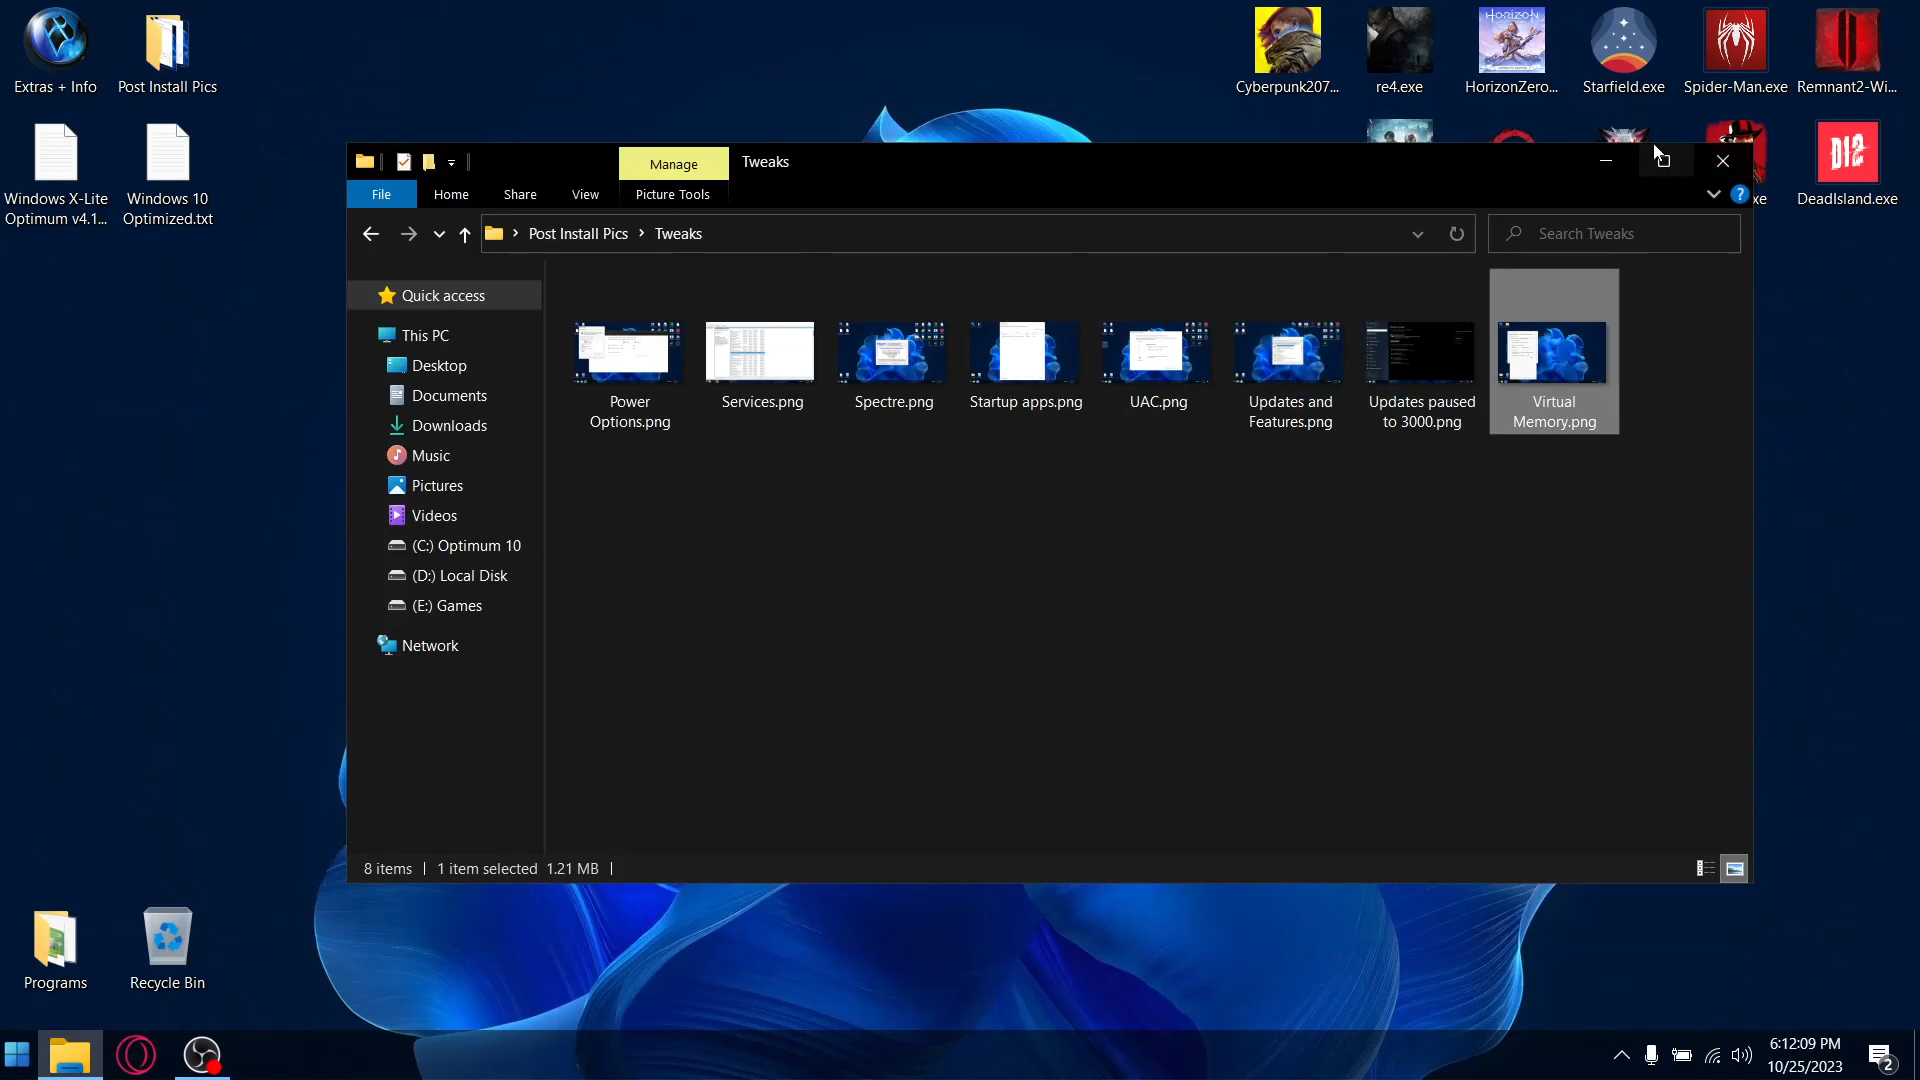 Extras + Info
Post Install Pics
Windows X-Lite
Optimum v4.1...
Windows 10
Optimized.txt
Cyberpunk207...
re4.exe
HORIZON
HorizonZero...
Starfield.exe
Spider-Man.exe
Remnant2-Wi...
xe
DI2
DeadIsland.exe
Manage
Tweaks
File
Home
Share
View
Picture Tools
Post Install Pics
Tweaks
Search Tweaks
Quick access
This PC
Desktop
Documents
Downloads
Music
Pictures
Videos
(C:) Optimum 10
(D:) Local Disk
(E:) Games
Network
Power
Options.png
Services.png
Spectre.png
Startup apps.png
UAC.png
Updates and
Features.png
Updates paused
to 3000.png
Virtual
Memory.png
8 items
1 item selected 1.21 MB
Programs
Recycle Bin
6:12:09 PM
10/25/2023
2